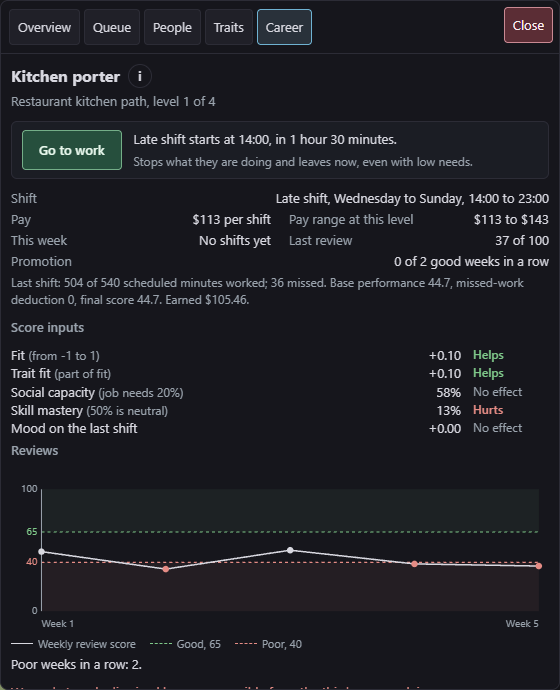 Overview Queue People Traits Career Close
Kitchen porter i
Restaurant kitchen path, level 1 of 4
Go to work
Late shift starts at 14:00, in 1 hour 30 minutes.
Stops what they are doing and leaves now, even with low needs.
Shift Late shift, Wednesday to Sunday, 14:00 to 23:00
Pay $113 per shift Pay range at this level $113 to $143
This week No shifts yet Last review 37 of 100
Promotion 0 of 2 good weeks in a row
Last shift: 504 of 540 scheduled minutes worked; 36 missed. Base performance 44.7, missed-work
deduction 0, final score 44.7. Earned $105.46.
Score inputs
Fit (from -1 to 1) +0.10 Helps
Trait fit (part of fit) +0.10 Helps
Social capacity (job needs 20%) 58% No effect
Skill mastery (50% is neutral) 13% Hurts
Mood on the last shift +0.00 No effect
Reviews
100
65
40
0
Week 1 Week 5
Weekly review score Good, 65 Poor, 40
Poor weeks in a row: 2.